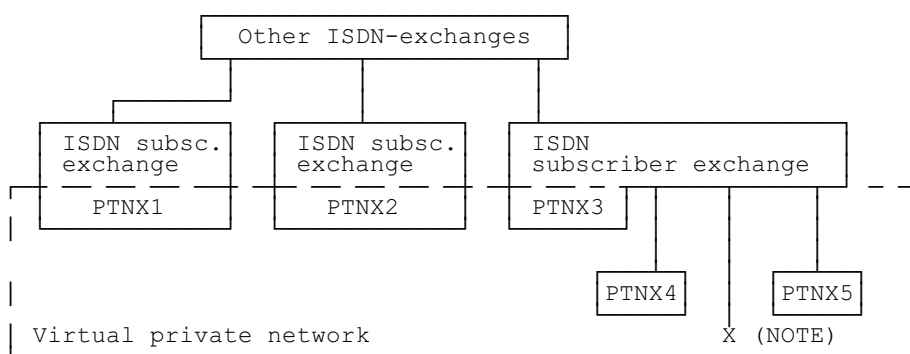 Other ISDN-exchanges
ISDN subsc.
exchange
ISDN subsc.
exchange
ISDN
subscriber exchange
PTNX1
PTNX2
PTNX3
PTNX4
PTNX5
Virtual private network
X (NOTE)